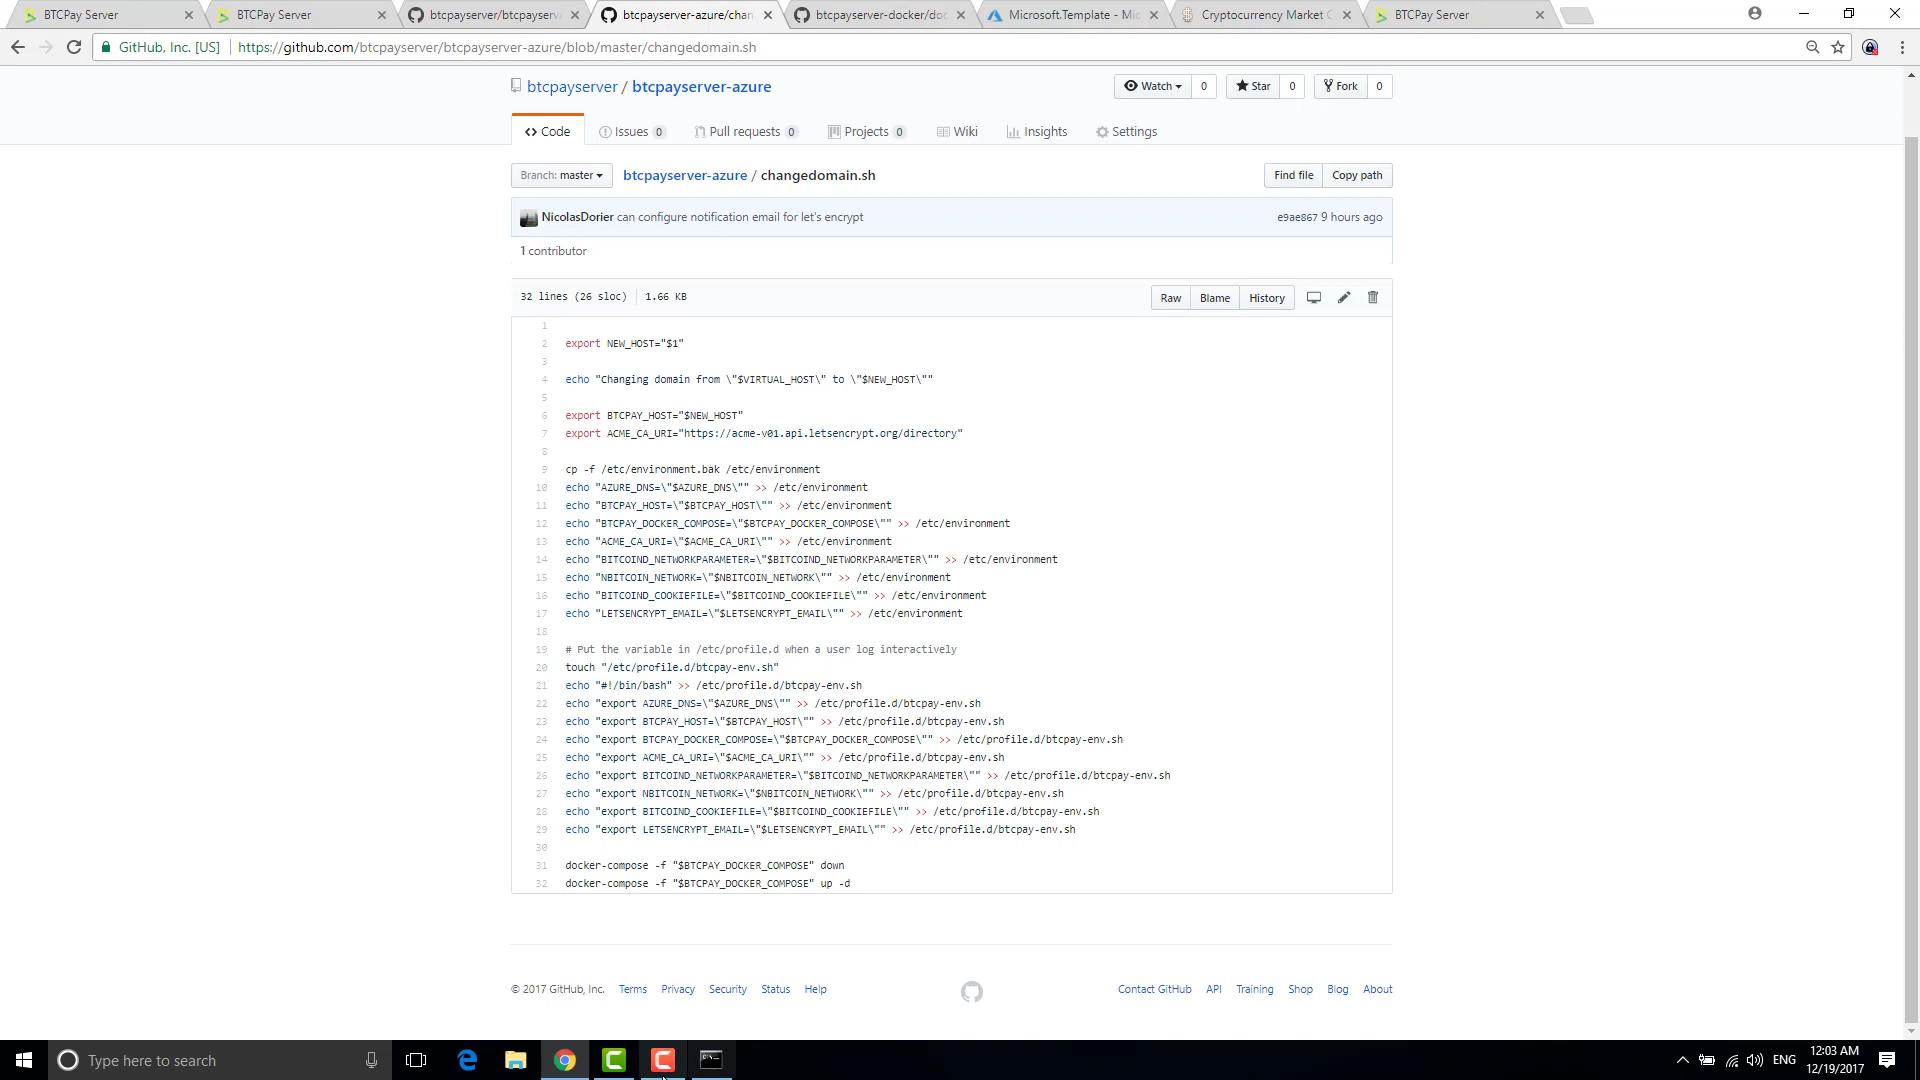 BTCPay Server
BTCPay Server
btcpayserver/btcpayserv
btcpayserver-azure/chan
btcpayserver-docker/doc
Microsoft.Template - Mic
Cryptocurrency Market C
BTCPay Server
GitHub, Inc. [US]
https://github.com/btcpayserver/btcpayserver-azure/blob/master/changedomain.sh
btcpayserver / btcpayserver-azure
Watch 0 Star 0 Fork 0
Code Issues 0 Pull requests 0 Projects 0 Wiki Insights Settings
Branch: master btcpayserver-azure / changedomain.sh Find file Copy path
NicolasDorier can configure notification email for let's encrypt e9ae867 9 hours ago
1 contributor
32 lines (26 sloc) 1.66 KB Raw Blame History
1
2 export NEW_HOST="$1"
3
4 echo "Changing domain from \"$VIRTUAL_HOST\" to \"$NEW_HOST\""
5
6 export BTCPAY_HOST="$NEW_HOST"
7 export ACME_CA_URI="https://acme-v01.api.letsencrypt.org/directory"
8
9 cp -f /etc/environment.bak /etc/environment
10 echo "AZURE_DNS=\"$AZURE_DNS\"" >> /etc/environment
11 echo "BTCPAY_HOST=\"$BTCPAY_HOST\"" >> /etc/environment
12 echo "BTCPAY_DOCKER_COMPOSE=\"$BTCPAY_DOCKER_COMPOSE\"" >> /etc/environment
13 echo "ACME_CA_URI=\"$ACME_CA_URI\"" >> /etc/environment
14 echo "BITCOIND_NETWORKPARAMETER=\"$BITCOIND_NETWORKPARAMETER\"" >> /etc/environment
15 echo "NBITCOIN_NETWORK=\"$NBITCOIN_NETWORK\"" >> /etc/environment
16 echo "BITCOIND_COOKIEFILE=\"$BITCOIND_COOKIEFILE\"" >> /etc/environment
17 echo "LETSENCRYPT_EMAIL=\"$LETSENCRYPT_EMAIL\"" >> /etc/environment
18
19 # Put the variable in /etc/profile.d when a user log interactively
20 touch "/etc/profile.d/btcpay-env.sh"
21 echo "#!/bin/bash" >> /etc/profile.d/btcpay-env.sh
22 echo "export AZURE_DNS=\"$AZURE_DNS\"" >> /etc/profile.d/btcpay-env.sh
23 echo "export BTCPAY_HOST=\"$BTCPAY_HOST\"" >> /etc/profile.d/btcpay-env.sh
24 echo "export BTCPAY_DOCKER_COMPOSE=\"$BTCPAY_DOCKER_COMPOSE\"" >> /etc/profile.d/btcpay-env.sh
25 echo "export ACME_CA_URI=\"$ACME_CA_URI\"" >> /etc/profile.d/btcpay-env.sh
26 echo "export BITCOIND_NETWORKPARAMETER=\"$BITCOIND_NETWORKPARAMETER\"" >> /etc/profile.d/btcpay-env.sh
27 echo "export NBITCOIN_NETWORK=\"$NBITCOIN_NETWORK\"" >> /etc/profile.d/btcpay-env.sh
28 echo "export BITCOIND_COOKIEFILE=\"$BITCOIND_COOKIEFILE\"" >> /etc/profile.d/btcpay-env.sh
29 echo "export LETSENCRYPT_EMAIL=\"$LETSENCRYPT_EMAIL\"" >> /etc/profile.d/btcpay-env.sh
30
31 docker-compose -f "$BTCPAY_DOCKER_COMPOSE" down
32 docker-compose -f "$BTCPAY_DOCKER_COMPOSE" up -d
© 2017 GitHub, Inc. Terms Privacy Security Status Help Contact GitHub API Training Shop Blog About
Type here to search
ENG
12:03 AM
12/19/2017